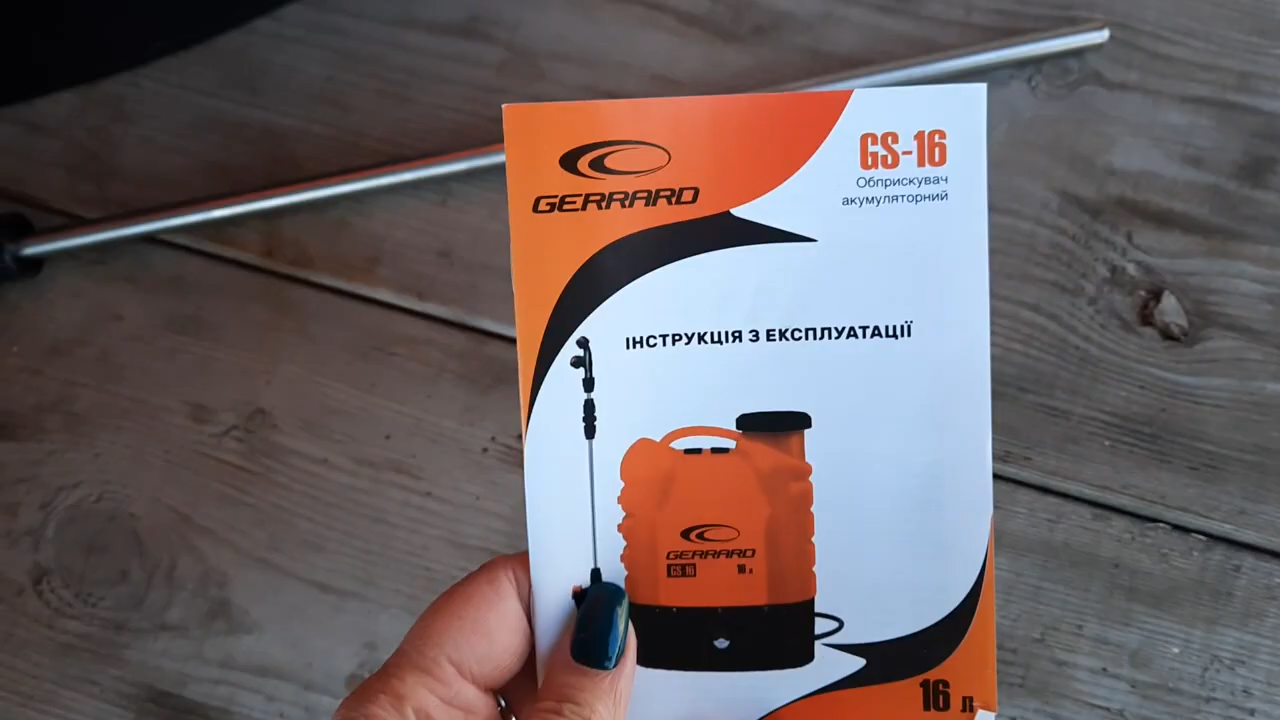 GERRARD
GS-16
Обприскувач
акумуляторний
ІНСТРУКЦІЯ З ЕКСПЛУАТАЦІЇ
GERRARD
GS 16
16 л
16 л